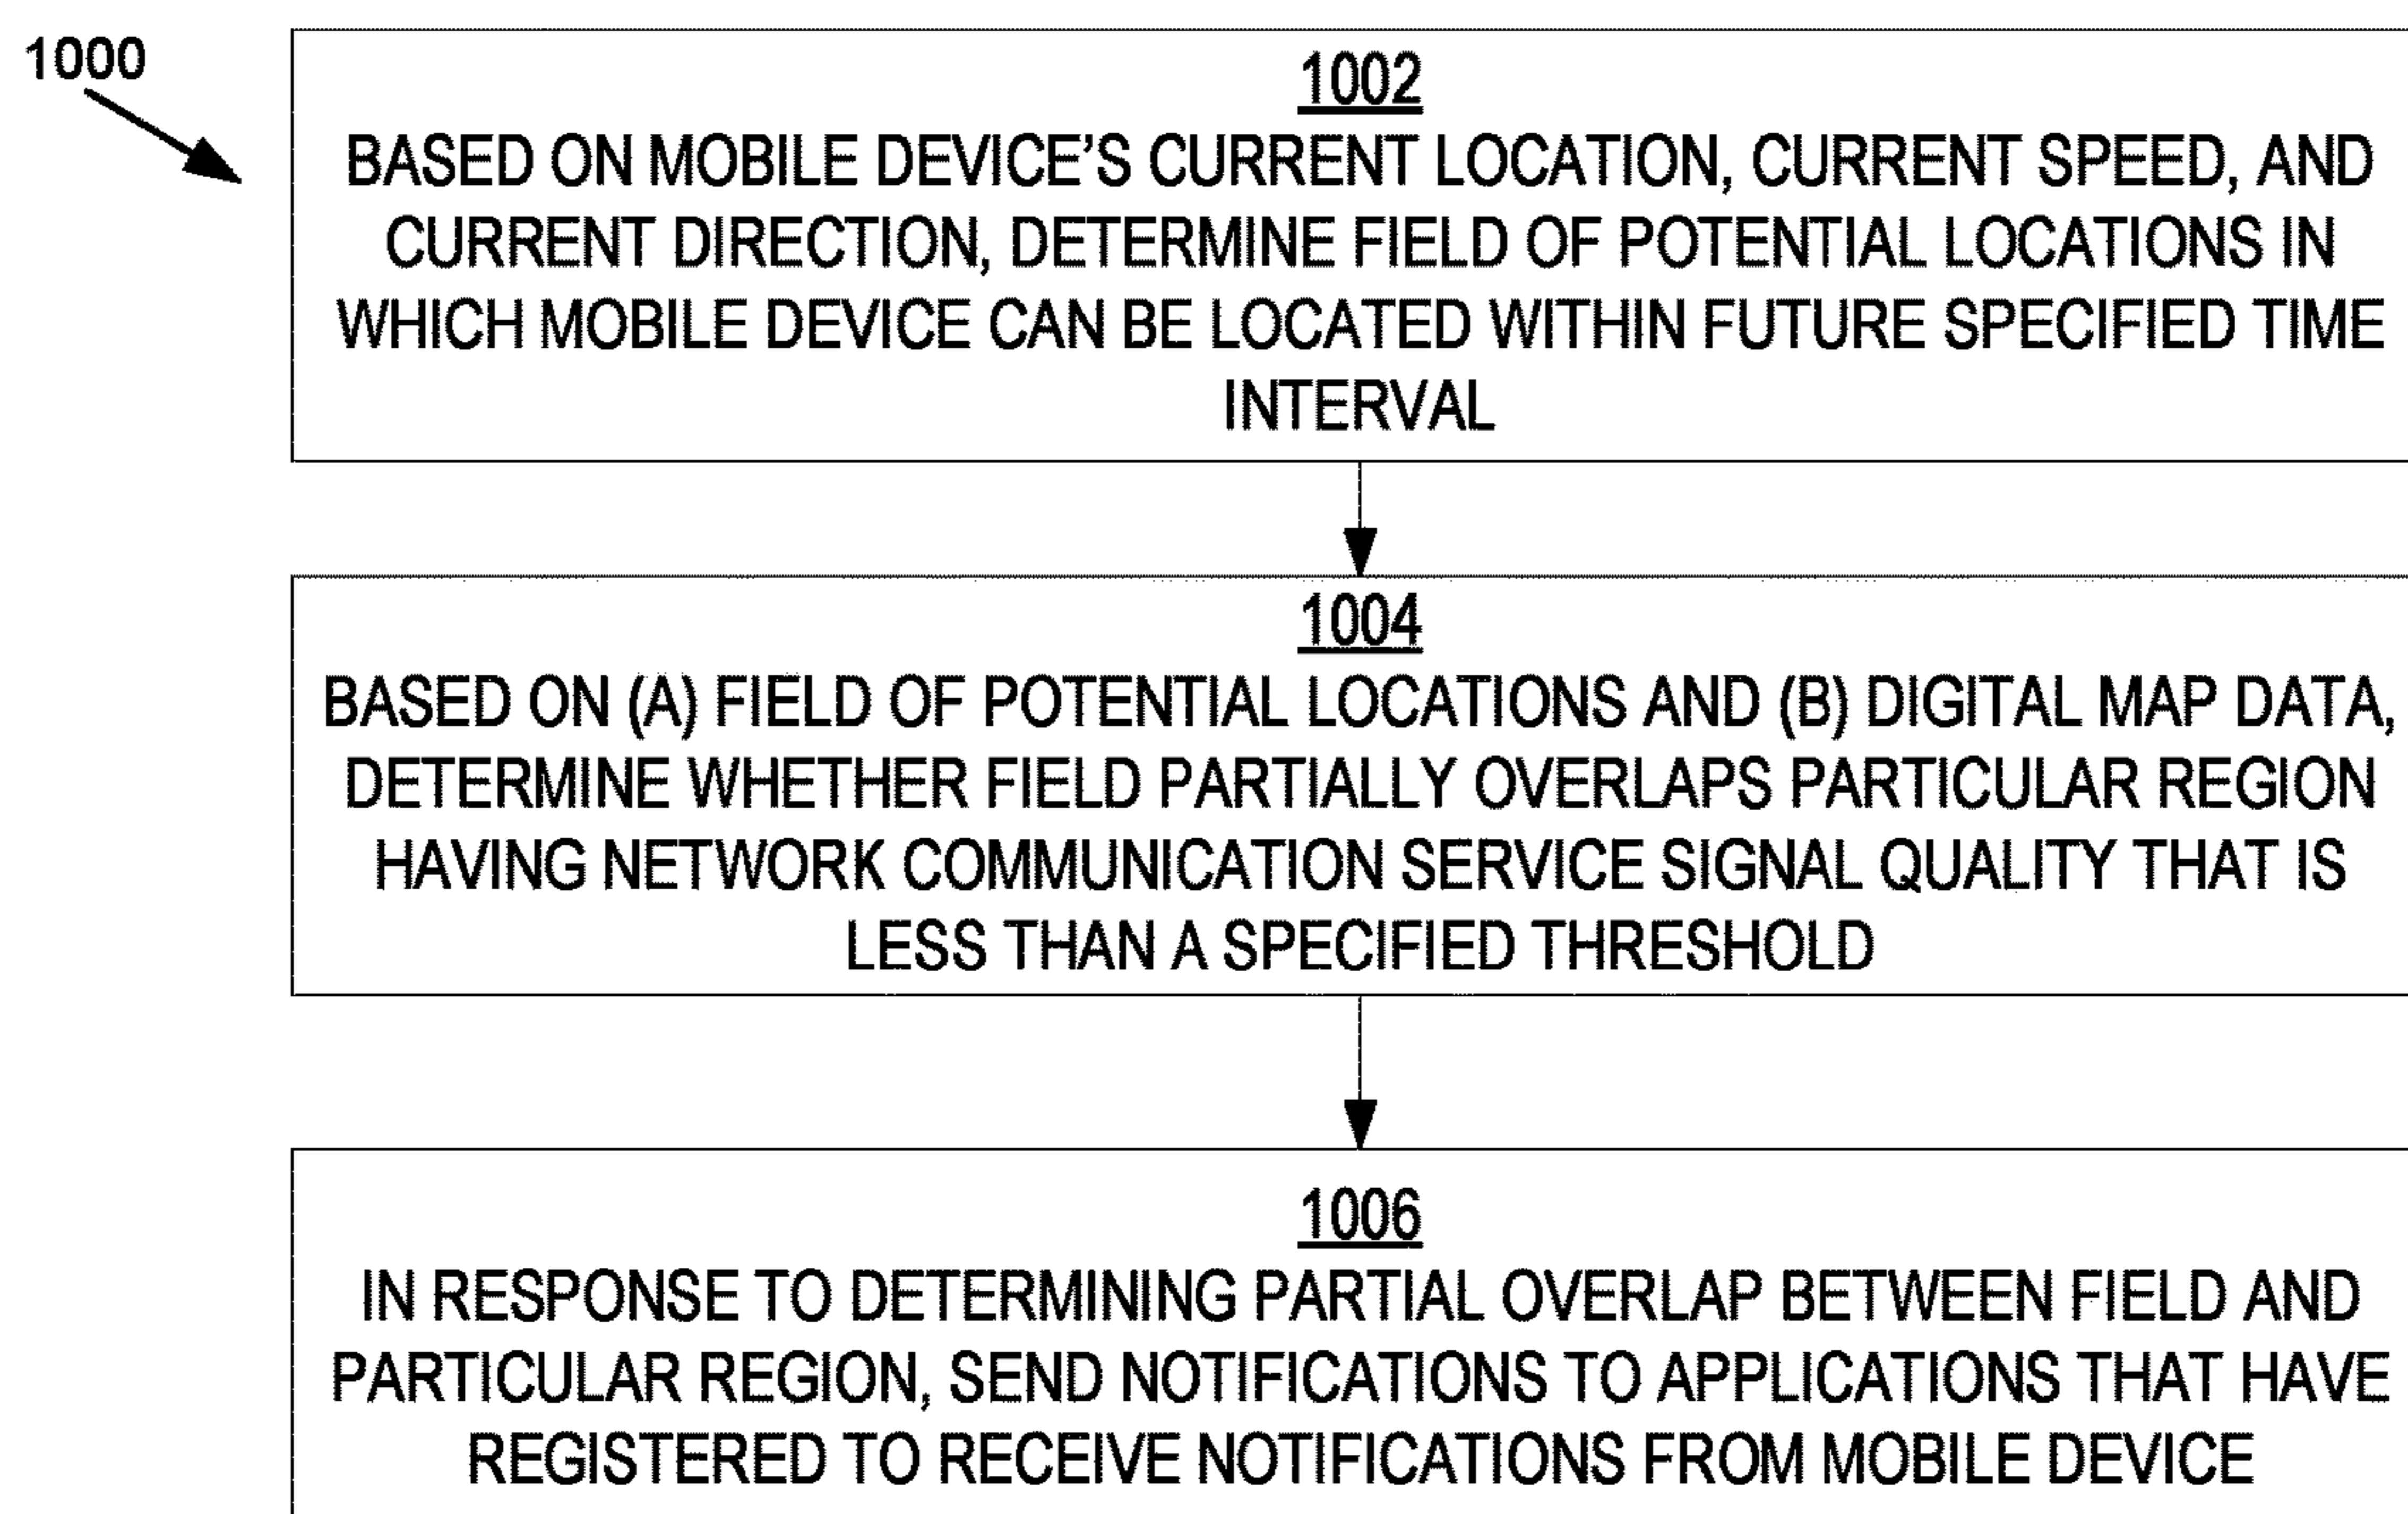 1000
1002
BASED ON MOBILE DEVICE’S CURRENT LOCATION, CURRENT SPEED, AND
CURRENT DIRECTION, DETERMINE FIELD OF POTENTIAL LOCATIONS IN
WHICH MOBILE DEVICE CAN BE LOCATED WITHIN FUTURE SPECIFIED TIME
INTERVAL
1004
BASED ON (A) FIELD OF POTENTIAL LOCATIONS AND (B) DIGITAL MAP DATA,
DETERMINE WHETHER FIELD PARTIALLY OVERLAPS PARTICULAR REGION
HAVING NETWORK COMMUNICATION SERVICE SIGNAL QUALITY THAT IS
LESS THAN A SPECIFIED THRESHOLD
1006
IN RESPONSE TO DETERMINING PARTIAL OVERLAP BETWEEN FIELD AND
PARTICULAR REGION, SEND NOTIFICATIONS TO APPLICATIONS THAT HAVE
REGISTERED TO RECEIVE NOTIFICATIONS FROM MOBILE DEVICE